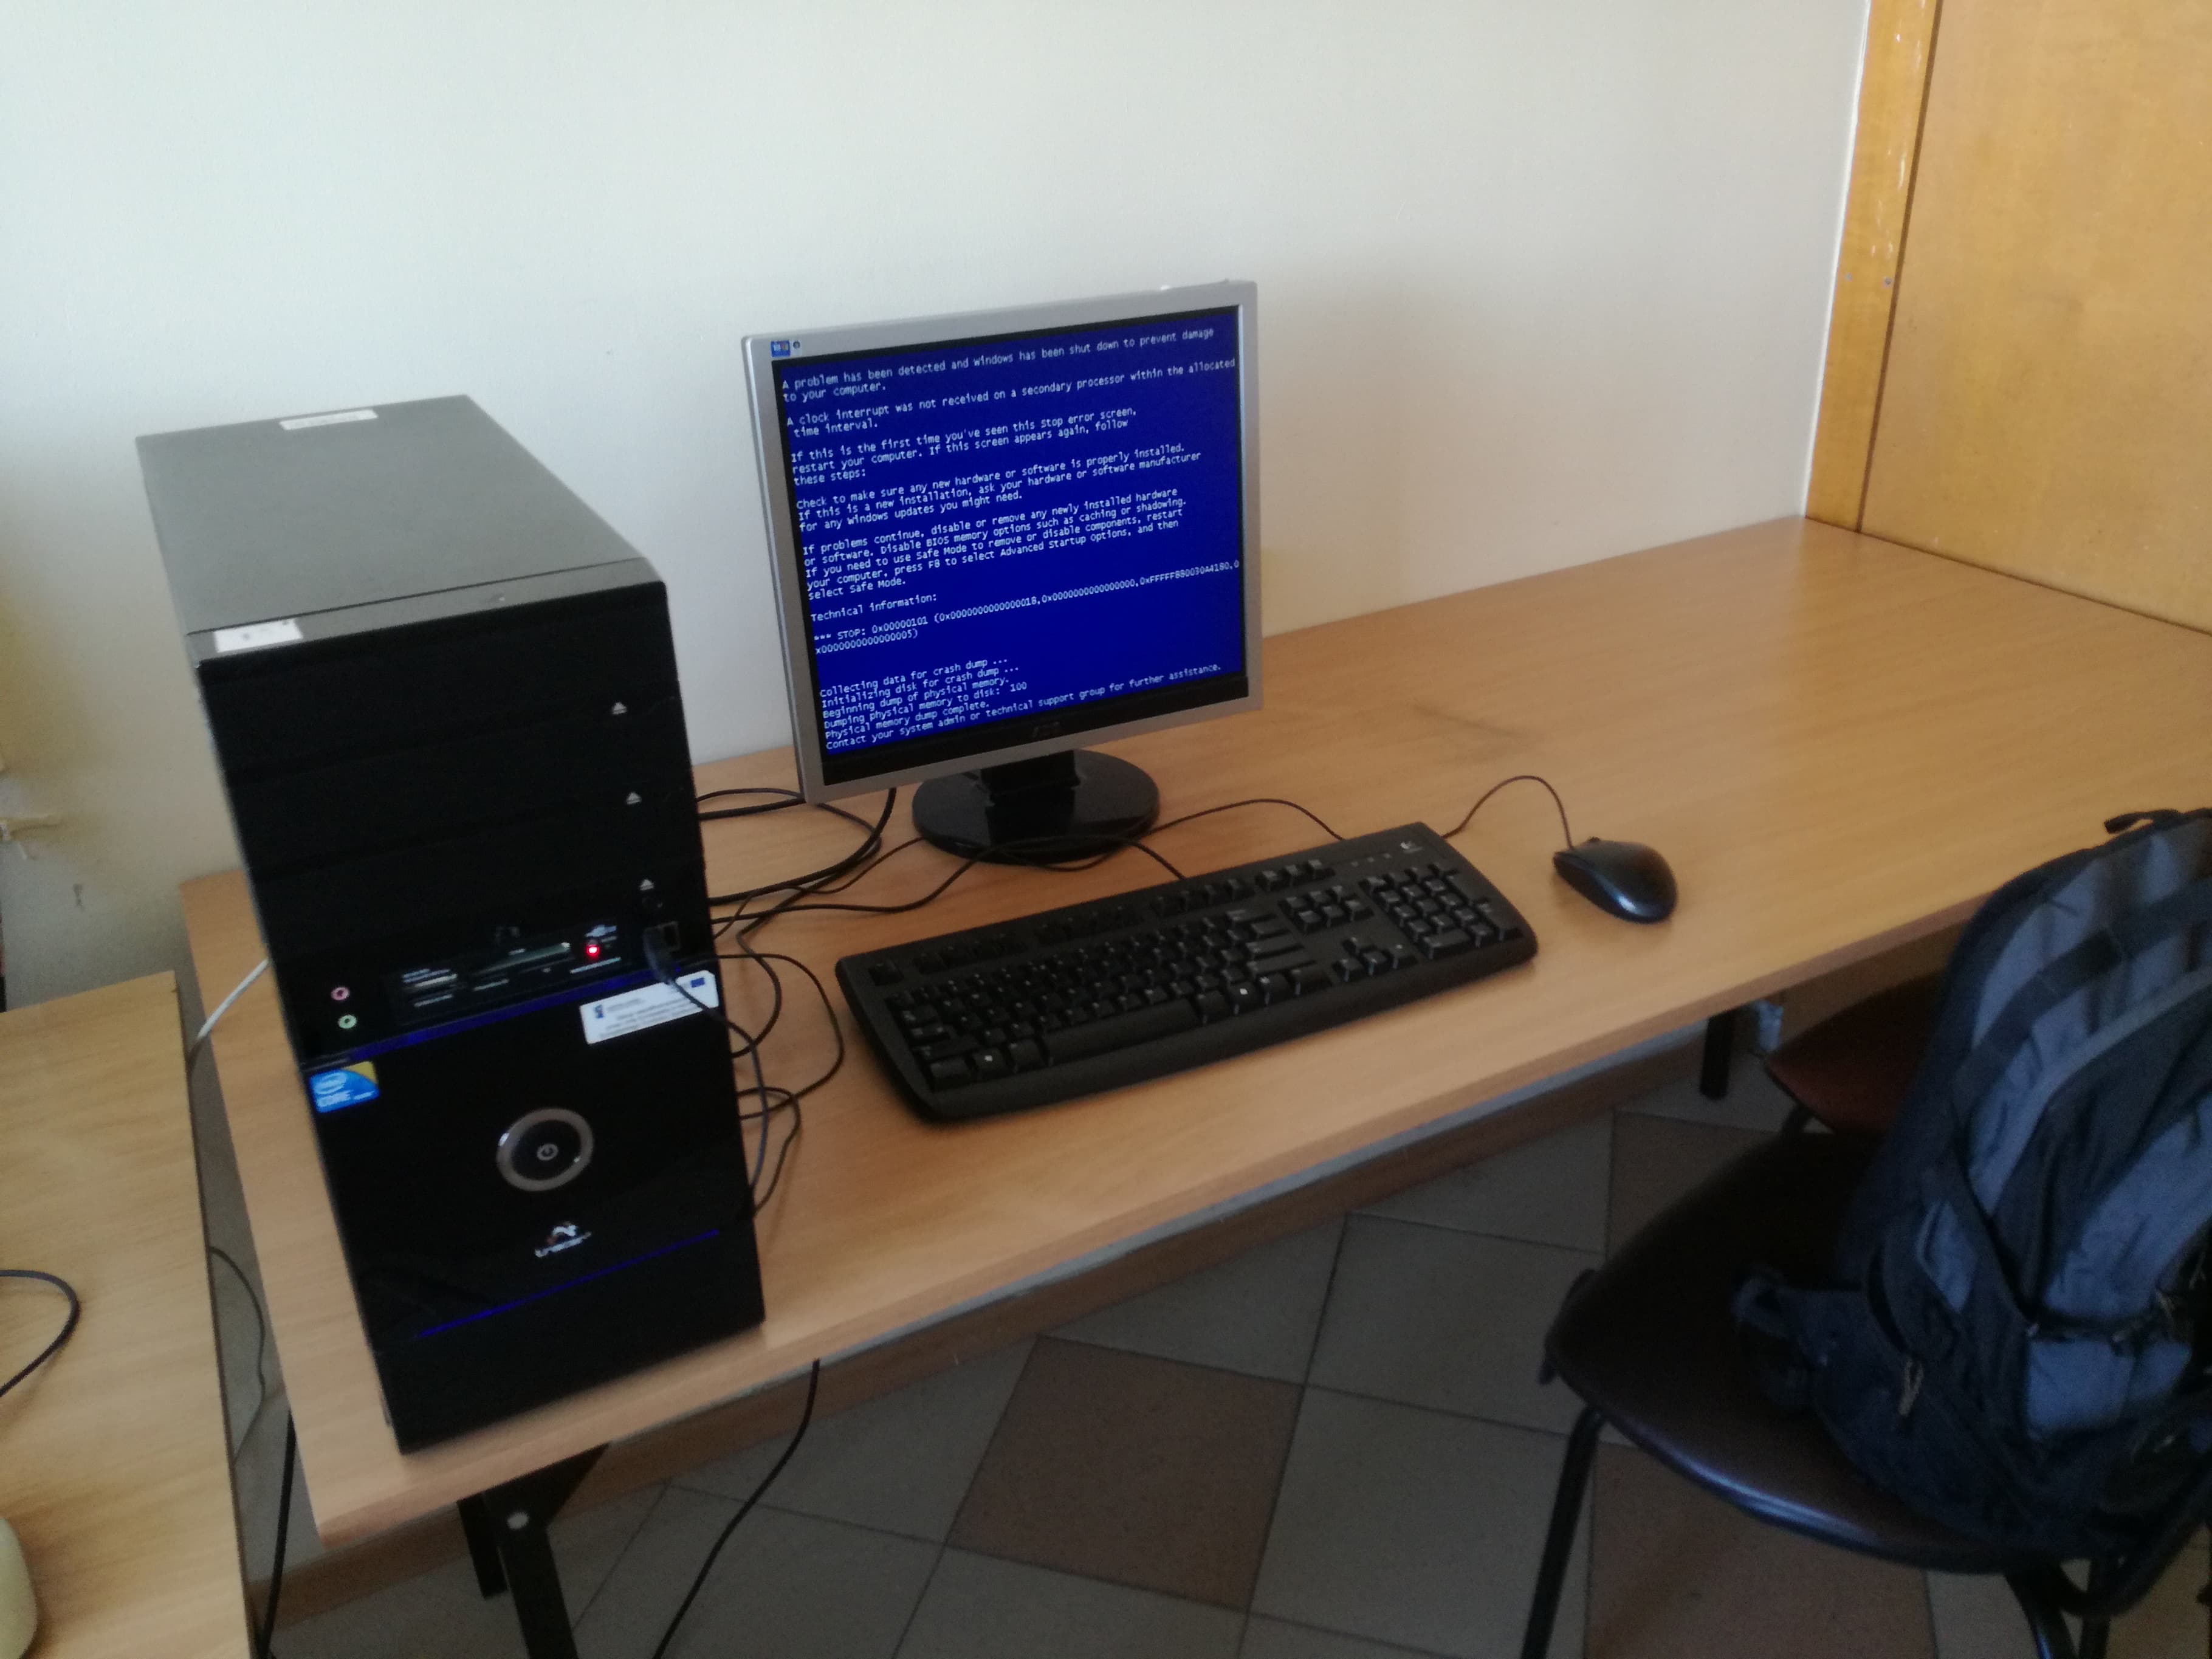 A problem has been detected and windows has been shut down to prevent damage
to your computer.
A clock interrupt was not received on a secondary processor within the allocated
time interval.
If this is the first time you've seen this Stop error screen,
restart your computer. If this screen appears again, follow
these steps:
Check to make sure any new hardware or software is properly installed.
If this is a new installation, ask your hardware or software manufacturer
for any windows updates you might need.
If problems continue, disable or remove any newly installed hardware
or software. Disable BIOS memory options such as caching or shadowing.
If you need to use Safe Mode to remove or disable components, restart
your computer, press F8 to select Advanced Startup Options, and then
select Safe Mode.
Technical information:
*** STOP: 0x00000101 (0x0000000000000018,0x0000000000000000,0xFFFFF880030A4180,0
x0000000000000005)
Collecting data for crash dump ...
Initializing disk for crash dump ...
Beginning dump of physical memory.
Dumping physical memory to disk: 100
Physical memory dump complete.
Contact your system admin or technical support group for further assistance.
intel
CORE